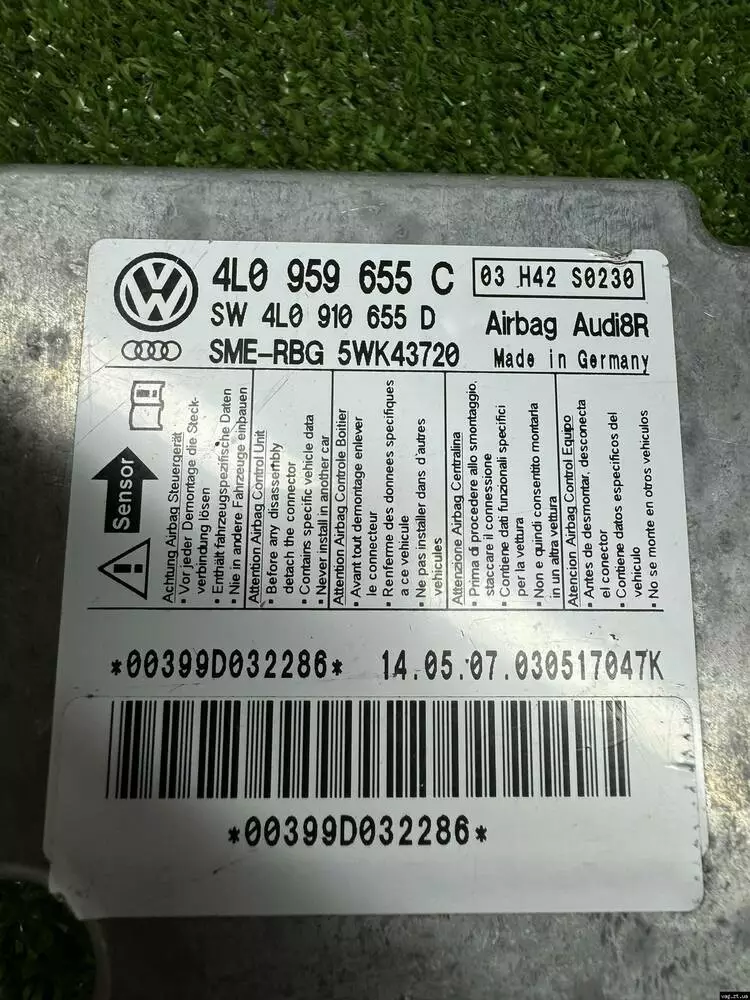 4L0 959 655 C
03 H42 S0230
SW 4L0 910 655 D
Airbag Audi8R
SME-RBG 5WK43720
Made in Germany
Sensor
Achtung Airbag Steuergerät
• Vor jeder Demontage die Steck-
verbindung lösen
• Enthält fahrzeugspezifische Daten
• Nie in andere Fahrzeuge einbauen
Attention Airbag Control Unit
• Before any disassembly
detach the connector
• Contains specific vehicle data
• Never install in another car
Attention Airbag Controle Boitier
• Avant tout demontage enlever
le connecteur
• Renferme des donnees specifiques
a ce vehicule
• Ne pas installer dans d'autres
vehicules
Attenzione Airbag Centralina
• Prima di procedere allo smontaggio,
staccare il connessione
• Contiene dati funzionali specifici
per la vettura
• Non e quindi consentito montarla
in un altra vettura
Atencion Airbag Control Equipo
• Antes de desmontar, desconecta
el conector
• Contiene datos especificos del
vehiculo
• No se monte en otros vehiculos
*00399D032286*
14.05.07.030517047K
*00399D032286*
vag.zt.ua